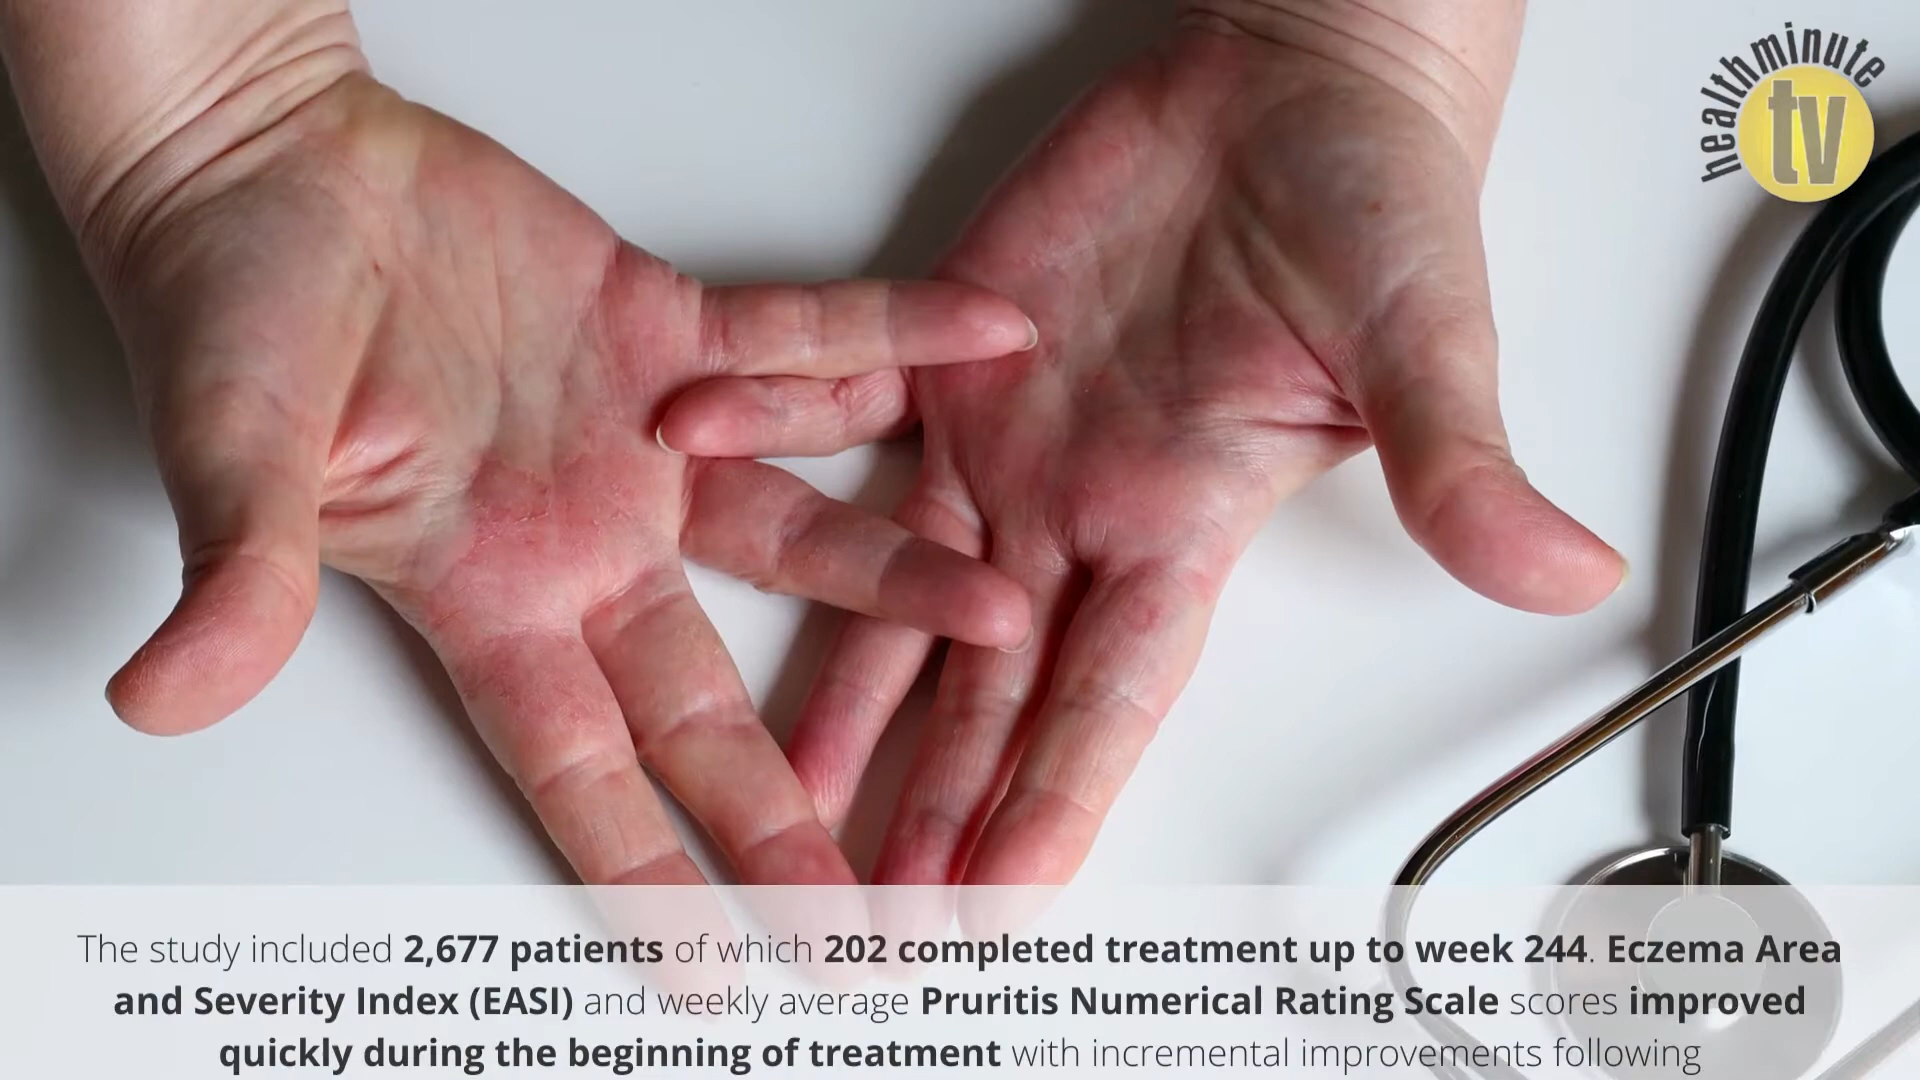 healthminute
tv
The study included 2,677 patients of which 202 completed treatment up to week 244. Eczema Area
and Severity Index (EASI) and weekly average Pruritis Numerical Rating Scale scores improved
quickly during the beginning of treatment with incremental improvements following